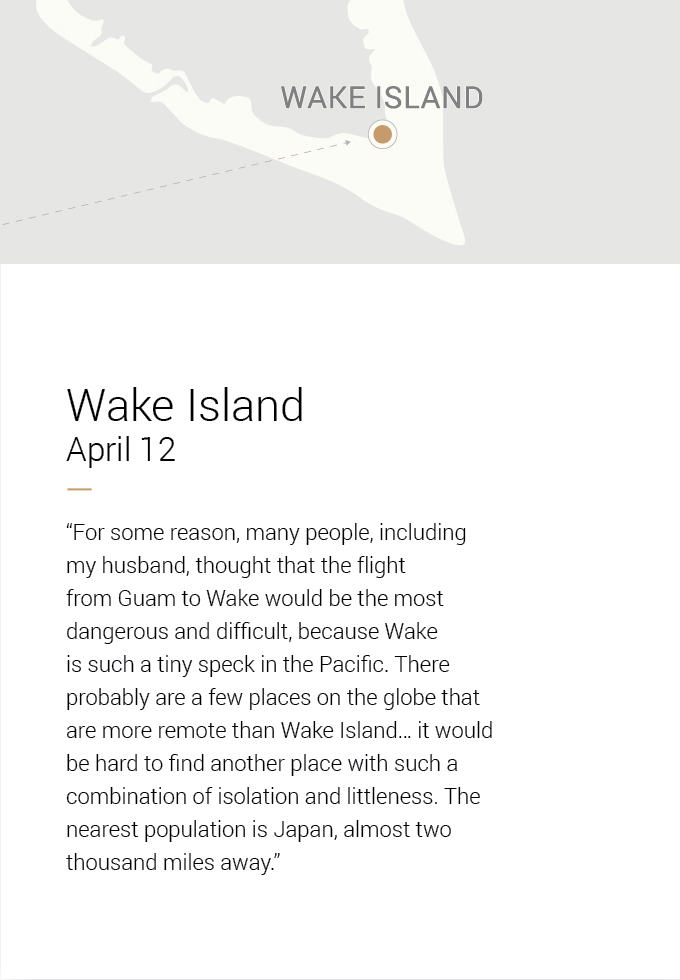 WAKE ISLAND
Wake Island
April 12
“For some reason, many people, including
my husband, thought that the flight
from Guam to Wake would be the most
dangerous and difficult, because Wake
is such a tiny speck in the Pacific. There
probably are a few places on the globe that
are more remote than Wake Island... it would
be hard to find another place with such a
combination of isolation and littleness. The
nearest population is Japan, almost two
thousand miles away.”